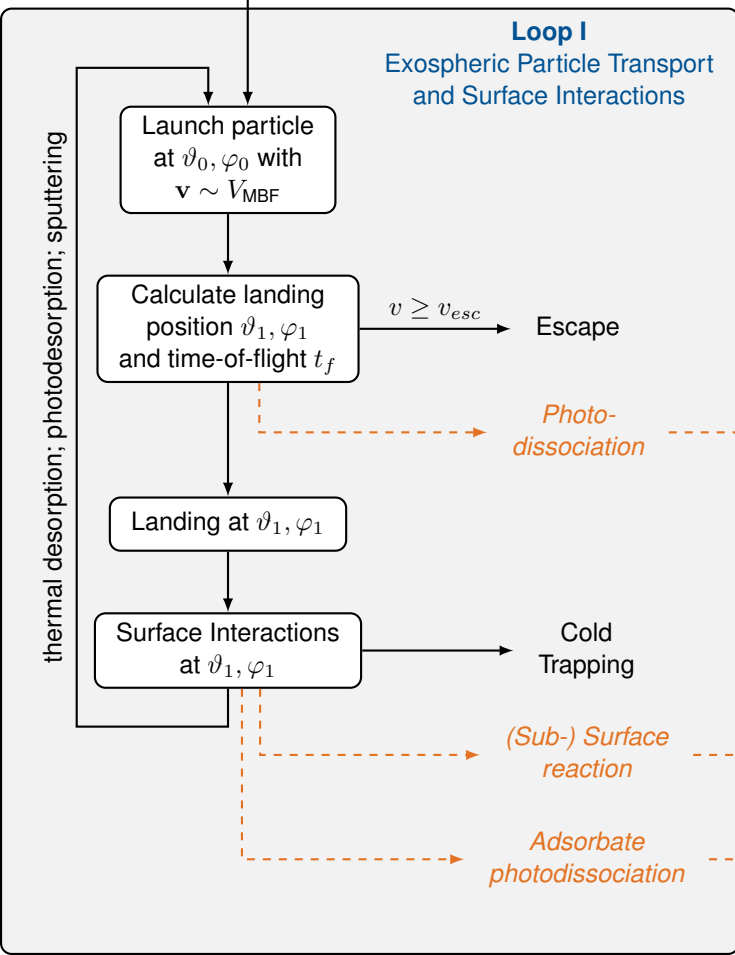 Loop I
Exospheric Particle Transport
and Surface Interactions
thermal desorption; photodesorption; sputtering
Launch particle
at ϑ₀, φ₀ with
v ∼ V_MBF
Calculate landing
position ϑ₁, φ₁
and time-of-flight t_f
v ≥ v_esc
Escape
Photo-
dissociation
Landing at ϑ₁, φ₁
Surface Interactions
at ϑ₁, φ₁
Cold
Trapping
(Sub-) Surface
reaction
Adsorbate
photodissociation